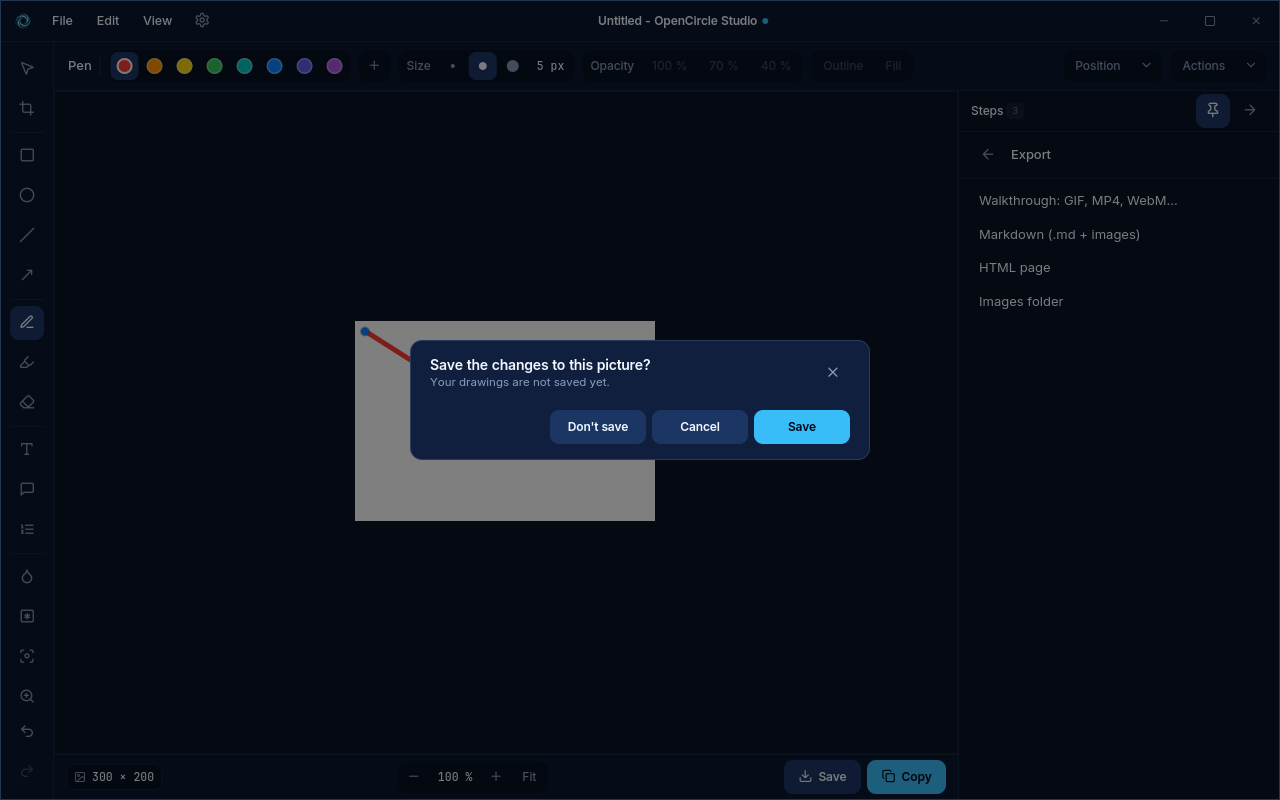 File Edit View Untitled - OpenCircle Studio
Pen Size 5 px Opacity 100 % 70 % 40 % Outline Fill Position Actions
Steps 3
Export
Walkthrough: GIF, MP4, WebM...
Markdown (.md + images)
HTML page
Images folder
Save the changes to this picture?
Your drawings are not saved yet.
Don't save Cancel Save
300 × 200 100 % Fit Save Copy